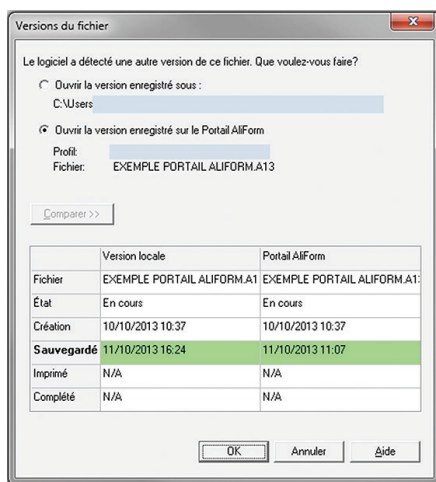 Versions du fichier
Le logiciel a détecté une autre version de ce fichier. Que voulez-vous faire?
Ouvrir la version enregistré sous :
C:\Users
Ouvrir la version enregistré sur le Portail AliForm
Profil:
Fichier: EXEMPLE PORTAIL ALIFORM.A13
Comparer >>
Version locale Portail AliForm
Fichier EXEMPLE PORTAIL ALIFORM.A1 EXEMPLE PORTAIL ALIFORM.A1
État En cours En cours
Création 10/10/2013 10:37 10/10/2013 10:37
Sauvegardé 11/10/2013 16:24 11/10/2013 11:07
Imprimé N/A N/A
Complété N/A N/A
OK Annuler Aide